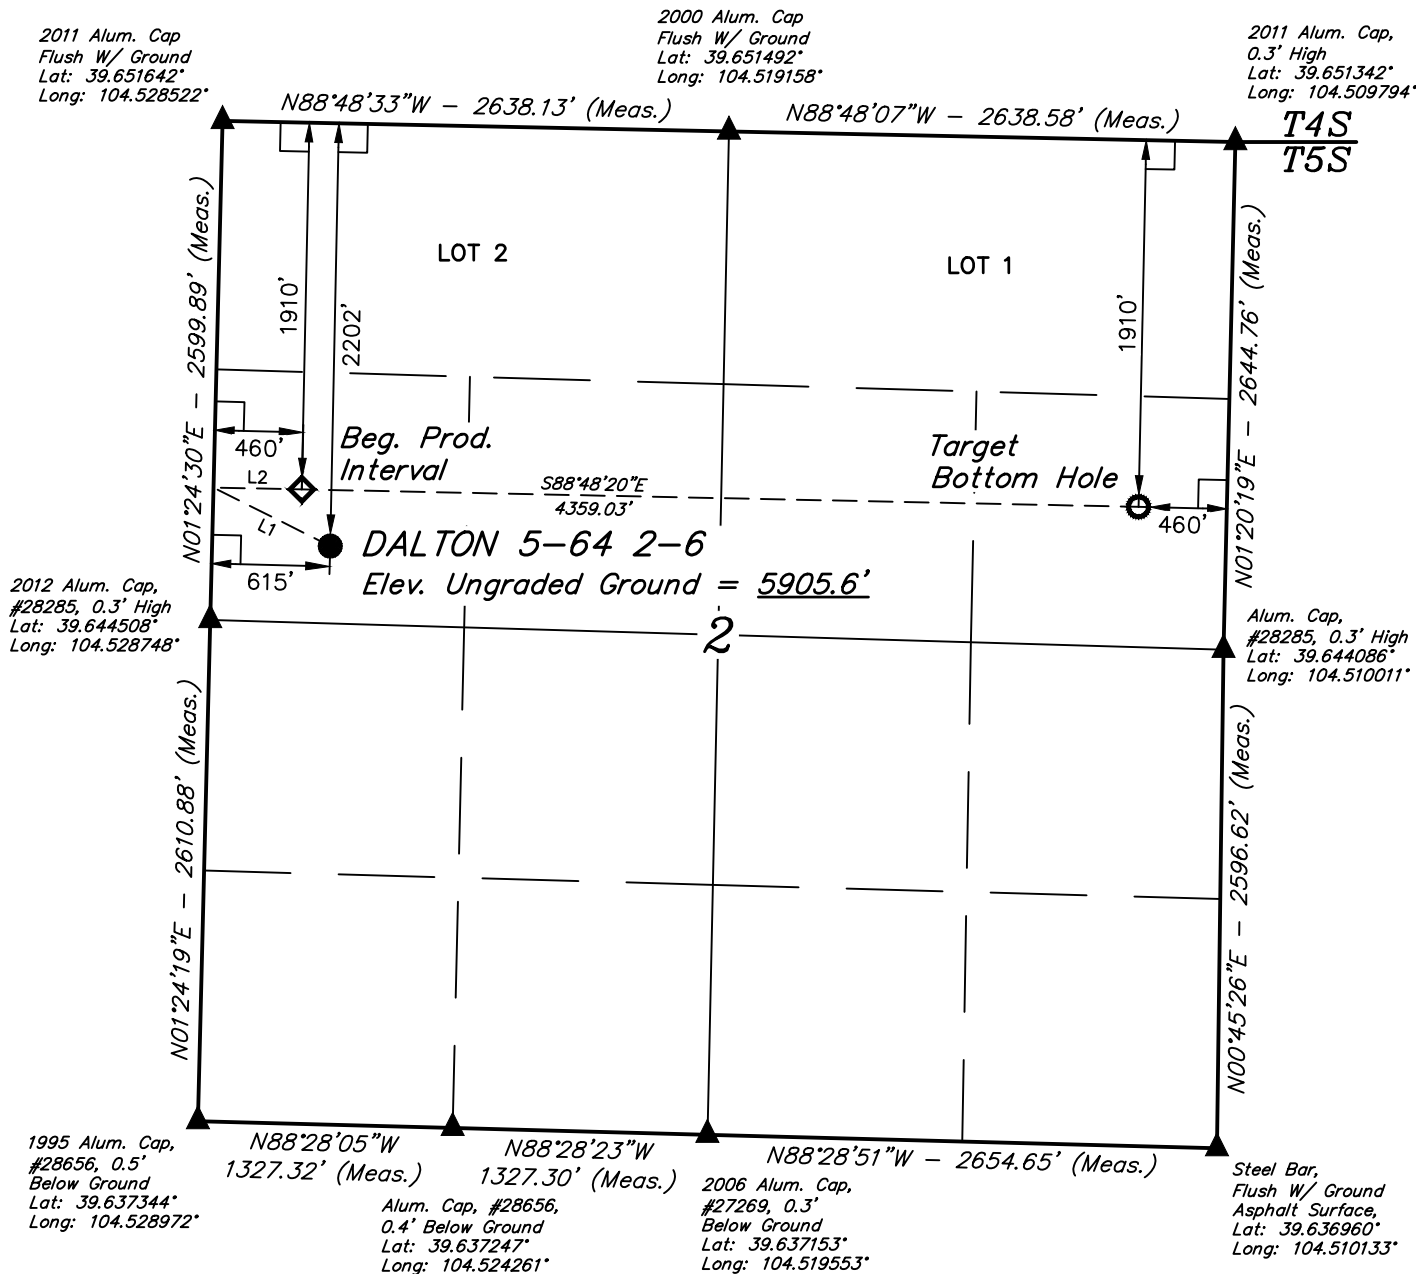 2011 Alum. Cap
Flush W/ Ground
Lat: 39.651642°
Long: 104.528522°
2000 Alum. Cap
Flush W/ Ground
Lat: 39.651492°
Long: 104.519158°
2011 Alum. Cap,
0.3' High
Lat: 39.651342°
Long: 104.509794°
N88°48'33"W - 2638.13' (Meas.)
N88°48'07"W - 2638.58' (Meas.)
T4S
T5S
N01°24'30"E - 2599.89' (Meas.)
1910'
2202'
LOT 2
LOT 1
1910'
N01°20'19"E - 2644.76' (Meas.)
460'
L2
L1
Beg. Prod.
Interval
S88°48'20"E
4359.03'
Target
Bottom Hole
460'
615'
DALTON 5-64 2-6
Elev. Ungraded Ground = 5905.6'
2012 Alum. Cap,
#28285, 0.3' High
Lat: 39.644508°
Long: 104.528748°
2
Alum. Cap,
#28285, 0.3' High
Lat: 39.644086°
Long: 104.510011°
N01°24'19"E - 2610.88' (Meas.)
N00°45'26"E - 2596.62' (Meas.)
1995 Alum. Cap,
#28656, 0.5'
Below Ground
Lat: 39.637344°
Long: 104.528972°
N88°28'05"W
1327.32' (Meas.)
N88°28'23"W
1327.30' (Meas.)
N88°28'51"W - 2654.65' (Meas.)
Alum. Cap, #28656,
0.4' Below Ground
Lat: 39.637247°
Long: 104.524261°
2006 Alum. Cap,
#27269, 0.3'
Below Ground
Lat: 39.637153°
Long: 104.519553°
Steel Bar,
Flush W/ Ground
Asphalt Surface,
Lat: 39.636960°
Long: 104.510133°